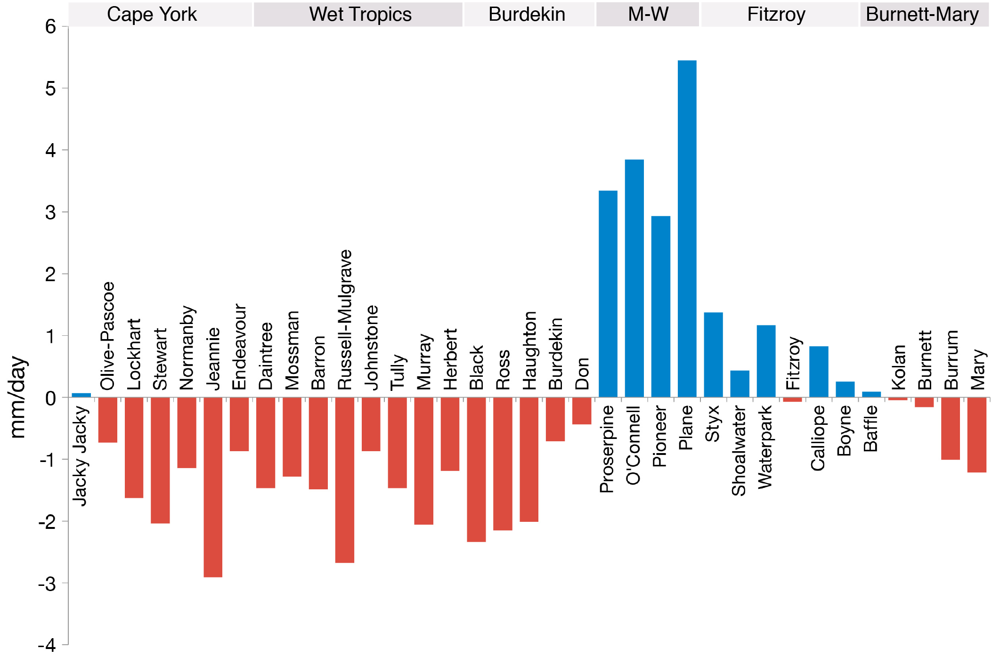 Cape York
Wet Tropics
Burdekin
M-W
Fitzroy
Burnett-Mary
mm/day
6
5
4
3
2
1
0
-1
-2
-3
-4
Jacky Jacky
Olive-Pascoe
Lockhart
Stewart
Normanby
Jeannie
Endeavour
Daintree
Mossman
Barron
Russell-Mulgrave
Johnstone
Tully
Murray
Herbert
Black
Ross
Haughton
Burdekin
Don
Proserpine
O'Connell
Pioneer
Plane
Styx
Shoalwater
Waterpark
Fitzroy
Calliope
Boyne
Baffle
Kolan
Burnett
Burrum
Mary